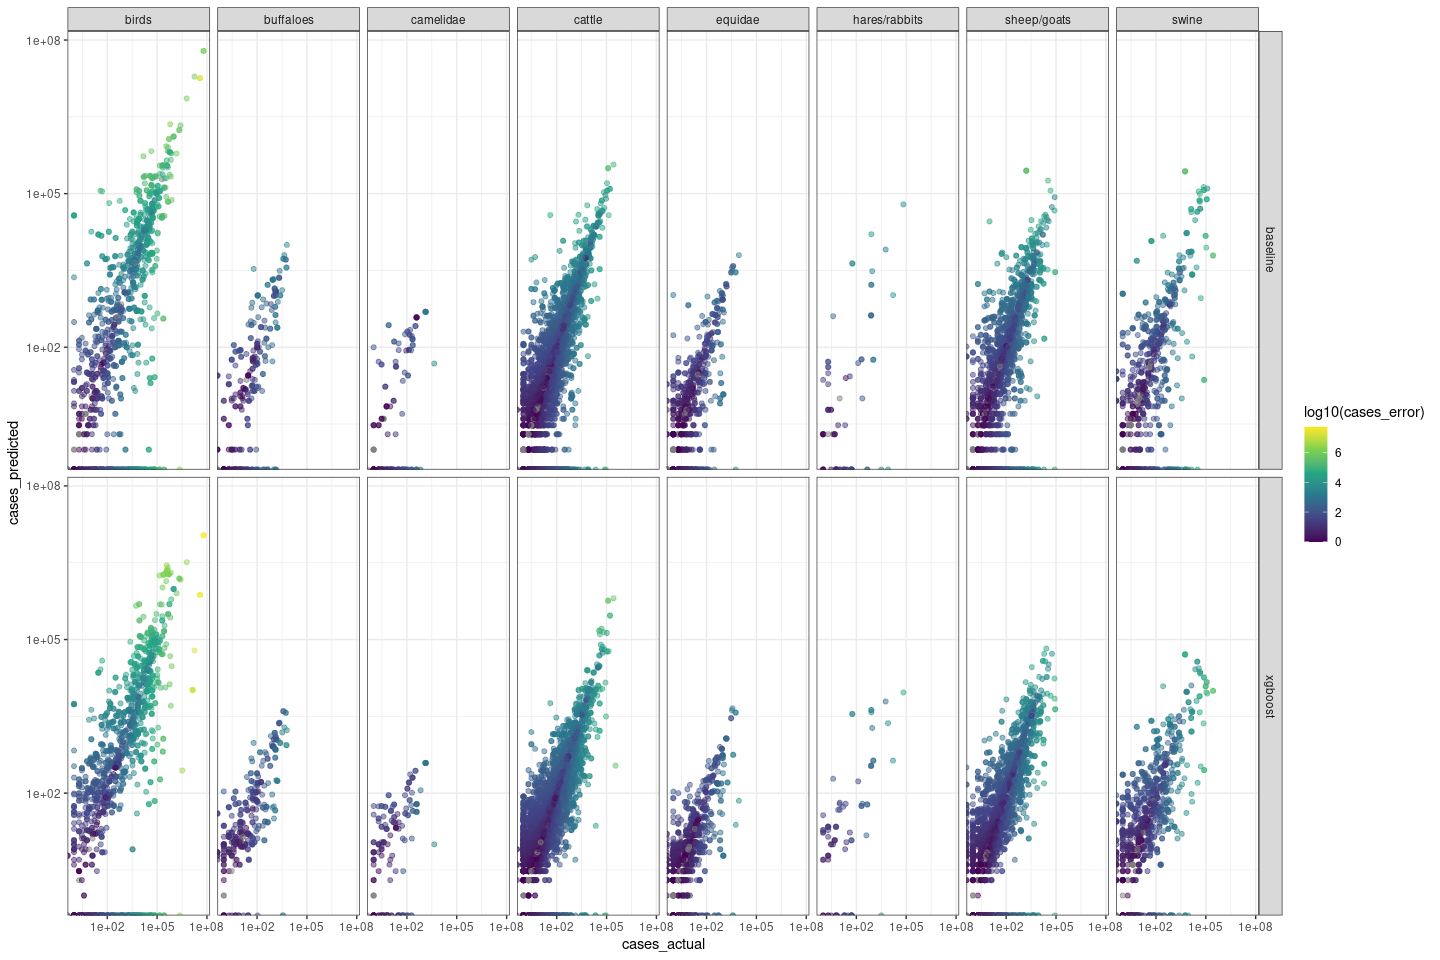 birds buffaloes camelidae cattle equidae hares/rabbits sheep/goats swine
1e+08
1e+05
1e+02
baseline
1e+08
1e+05
1e+02
xgboost
cases_predicted
1e+02 1e+05 1e+08 1e+02 1e+05 1e+08 1e+02 1e+05 1e+08 1e+02 1e+05 1e+08 1e+02 1e+05 1e+08 1e+02 1e+05 1e+08 1e+02 1e+05 1e+08 1e+02 1e+05 1e+08
cases_actual
log10(cases_error)
6
4
2
0